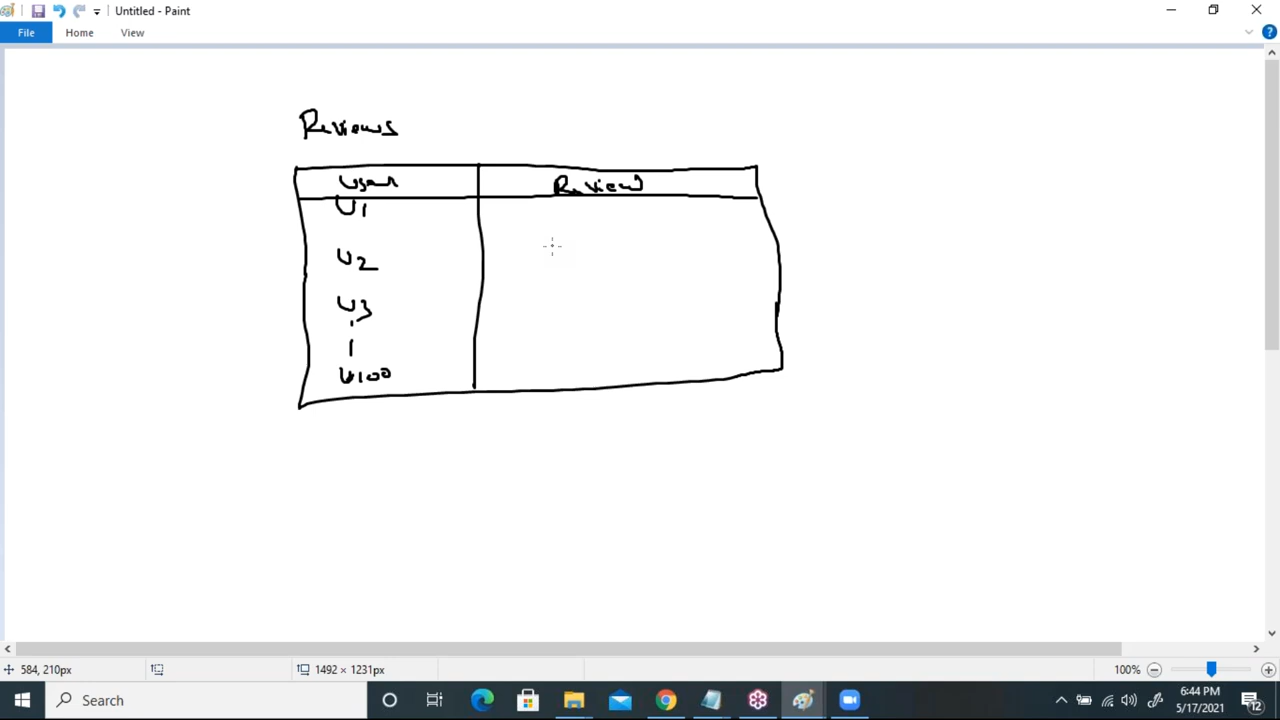 Untitled - Paint
File Home View
Reviews
User Review
U1
U2
U3
U100
584, 210px 1492 × 1231px 100%
Search 6:44 PM
5/17/2021 12